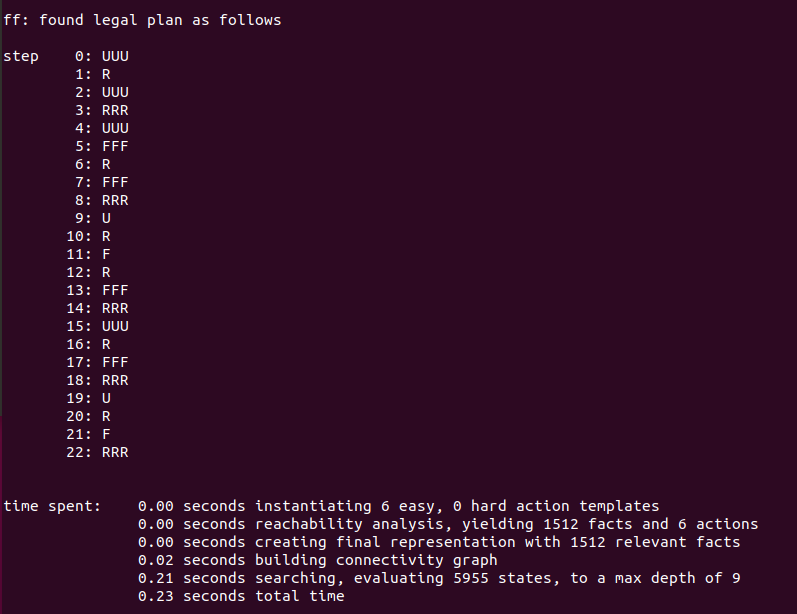 ff: found legal plan as follows
step    0: UUU
        1: R
        2: UUU
        3: RRR
        4: UUU
        5: FFF
        6: R
        7: FFF
        8: RRR
        9: U
       10: R
       11: F
       12: R
       13: FFF
       14: RRR
       15: UUU
       16: R
       17: FFF
       18: RRR
       19: U
       20: R
       21: F
       22: RRR
time spent:    0.00 seconds instantiating 6 easy, 0 hard action templates
               0.00 seconds reachability analysis, yielding 1512 facts and 6 actions
               0.00 seconds creating final representation with 1512 relevant facts
               0.02 seconds building connectivity graph
               0.21 seconds searching, evaluating 5955 states, to a max depth of 9
               0.23 seconds total time